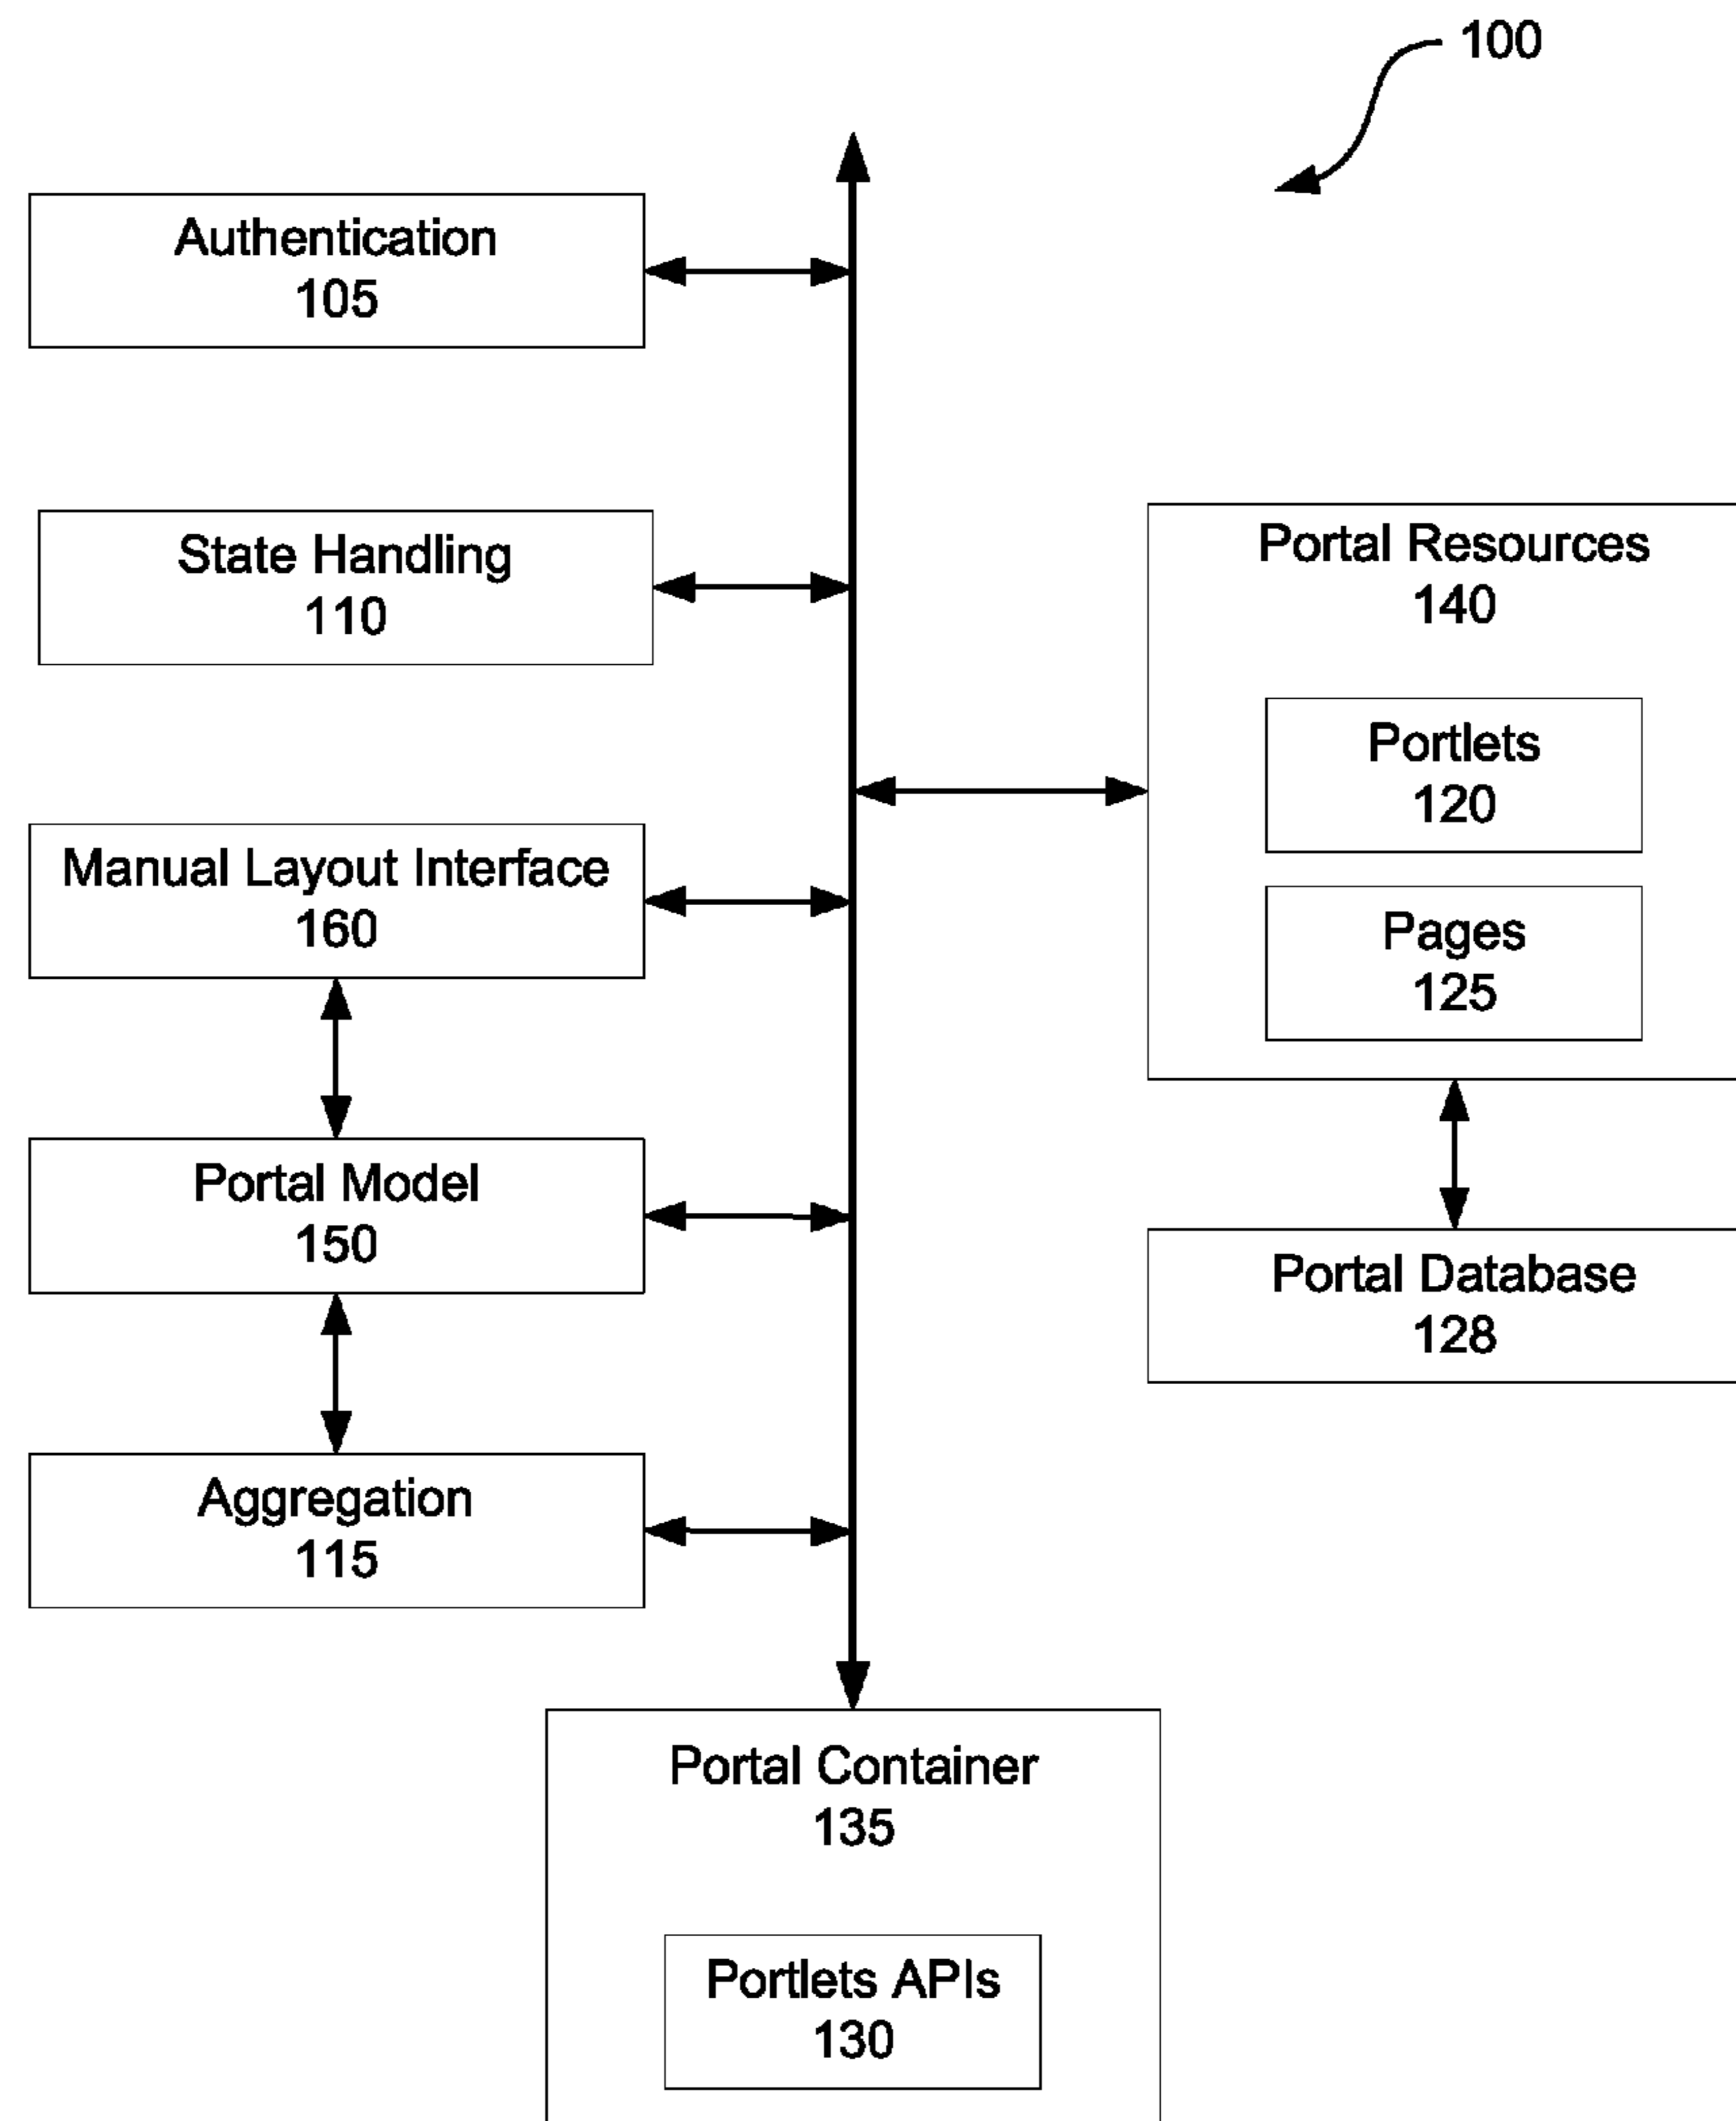 100
Authentication
105
State Handling
110
Portal Resources
140
Portlets
120
Manual Layout Interface
160
Pages
125
Portal Model
150
Portal Database
128
Aggregation
115
Portal Container
135
Portlets APIs
130